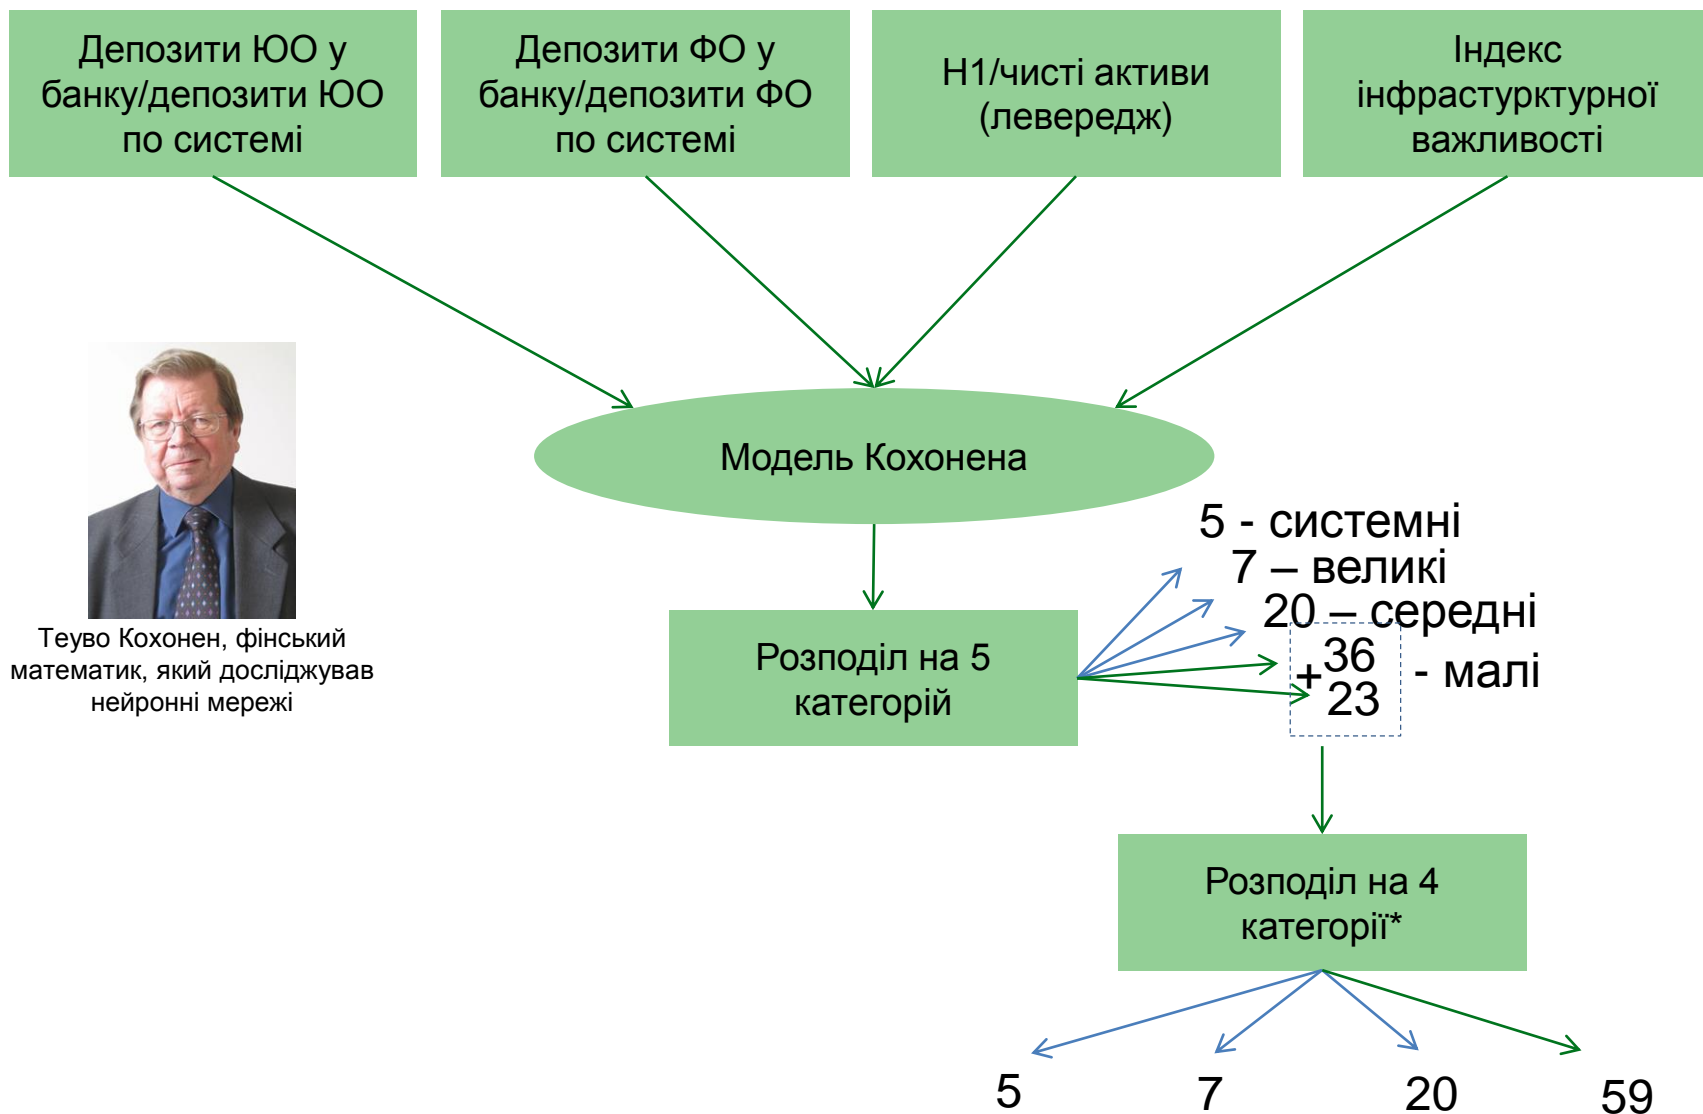 Депозити ЮО у
банку/депозити ЮО
по системі
Депозити ФО у
банку/депозити ФО
по системі
Н1/чисті активи
(левередж)
Індекс
інфрастурктурної
важливості
Модель Кохонена
Теуво Кохонен, фінський
математик, який досліджував
нейронні мережі
Розподіл на 5
категорій
5 - системні
7 – великі
20 – середні
36
+
23
- малі
Розподіл на 4
категорії*
5
7
20
59